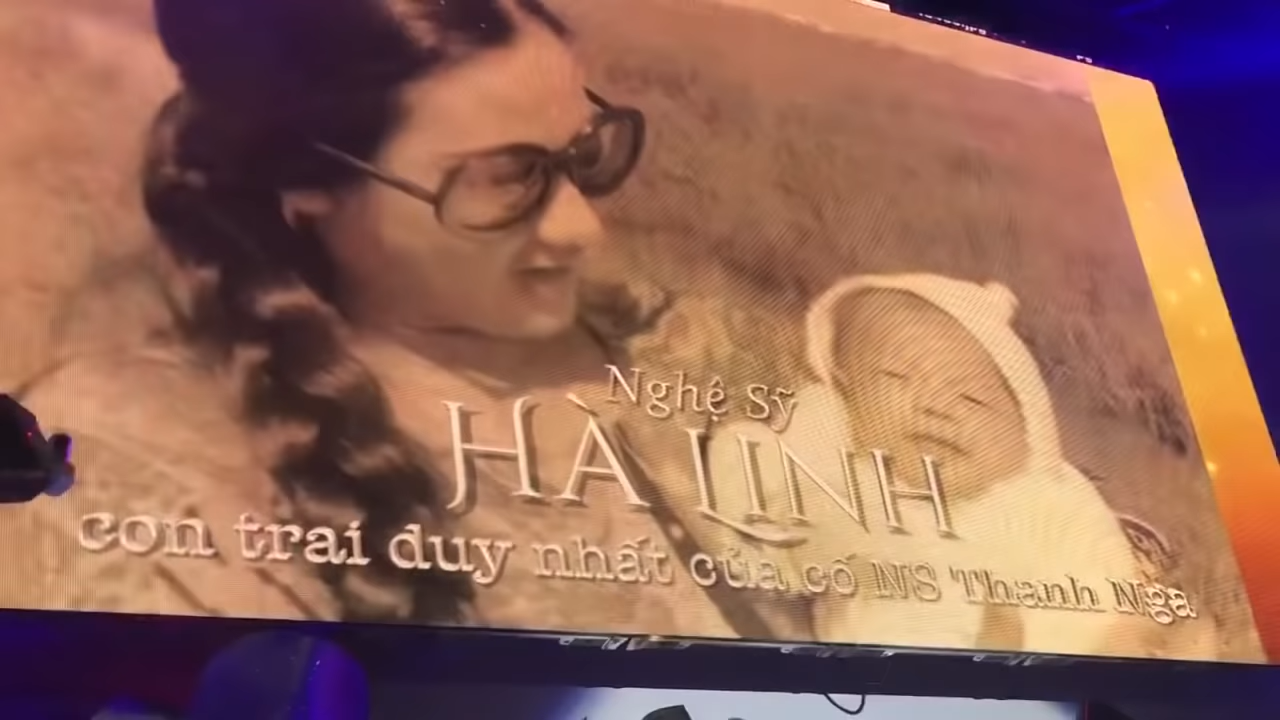 Nghệ Sỹ
HÀ LINH
con trai duy nhất của cố NS Thanh Nga